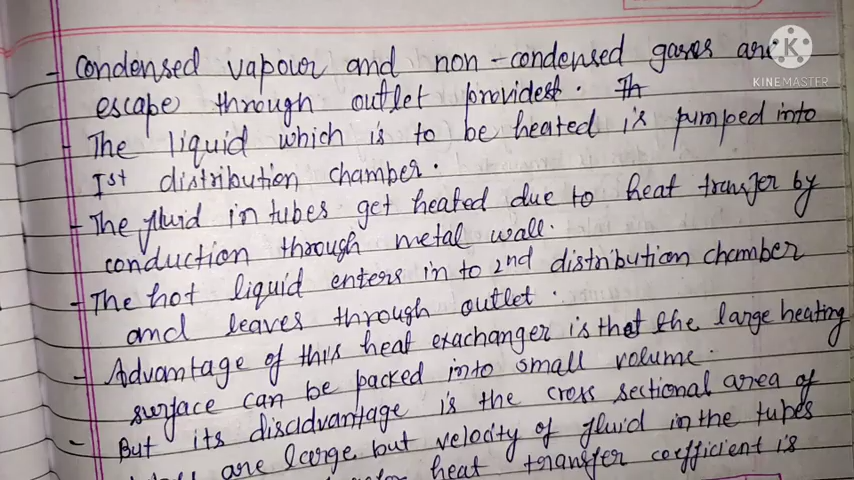 - Condensed vapour and non-condensed gases are
escape through outlet provided. Th
- The liquid which is to be heated is pumped into
Ist distribution chamber.
- The fluid in tubes get heated due to heat transfer by
conduction through metal wall.
- The hot liquid enters in to 2nd distribution chamber
and leaves through outlet.
- Advantage of this heat exachanger is that the large heating
surface can be packed into small volume.
- But its disadvantage is the cross sectional area of
are large but velocity of fluid in the tubes
heat transfer coefficient is
K
KINEMASTER